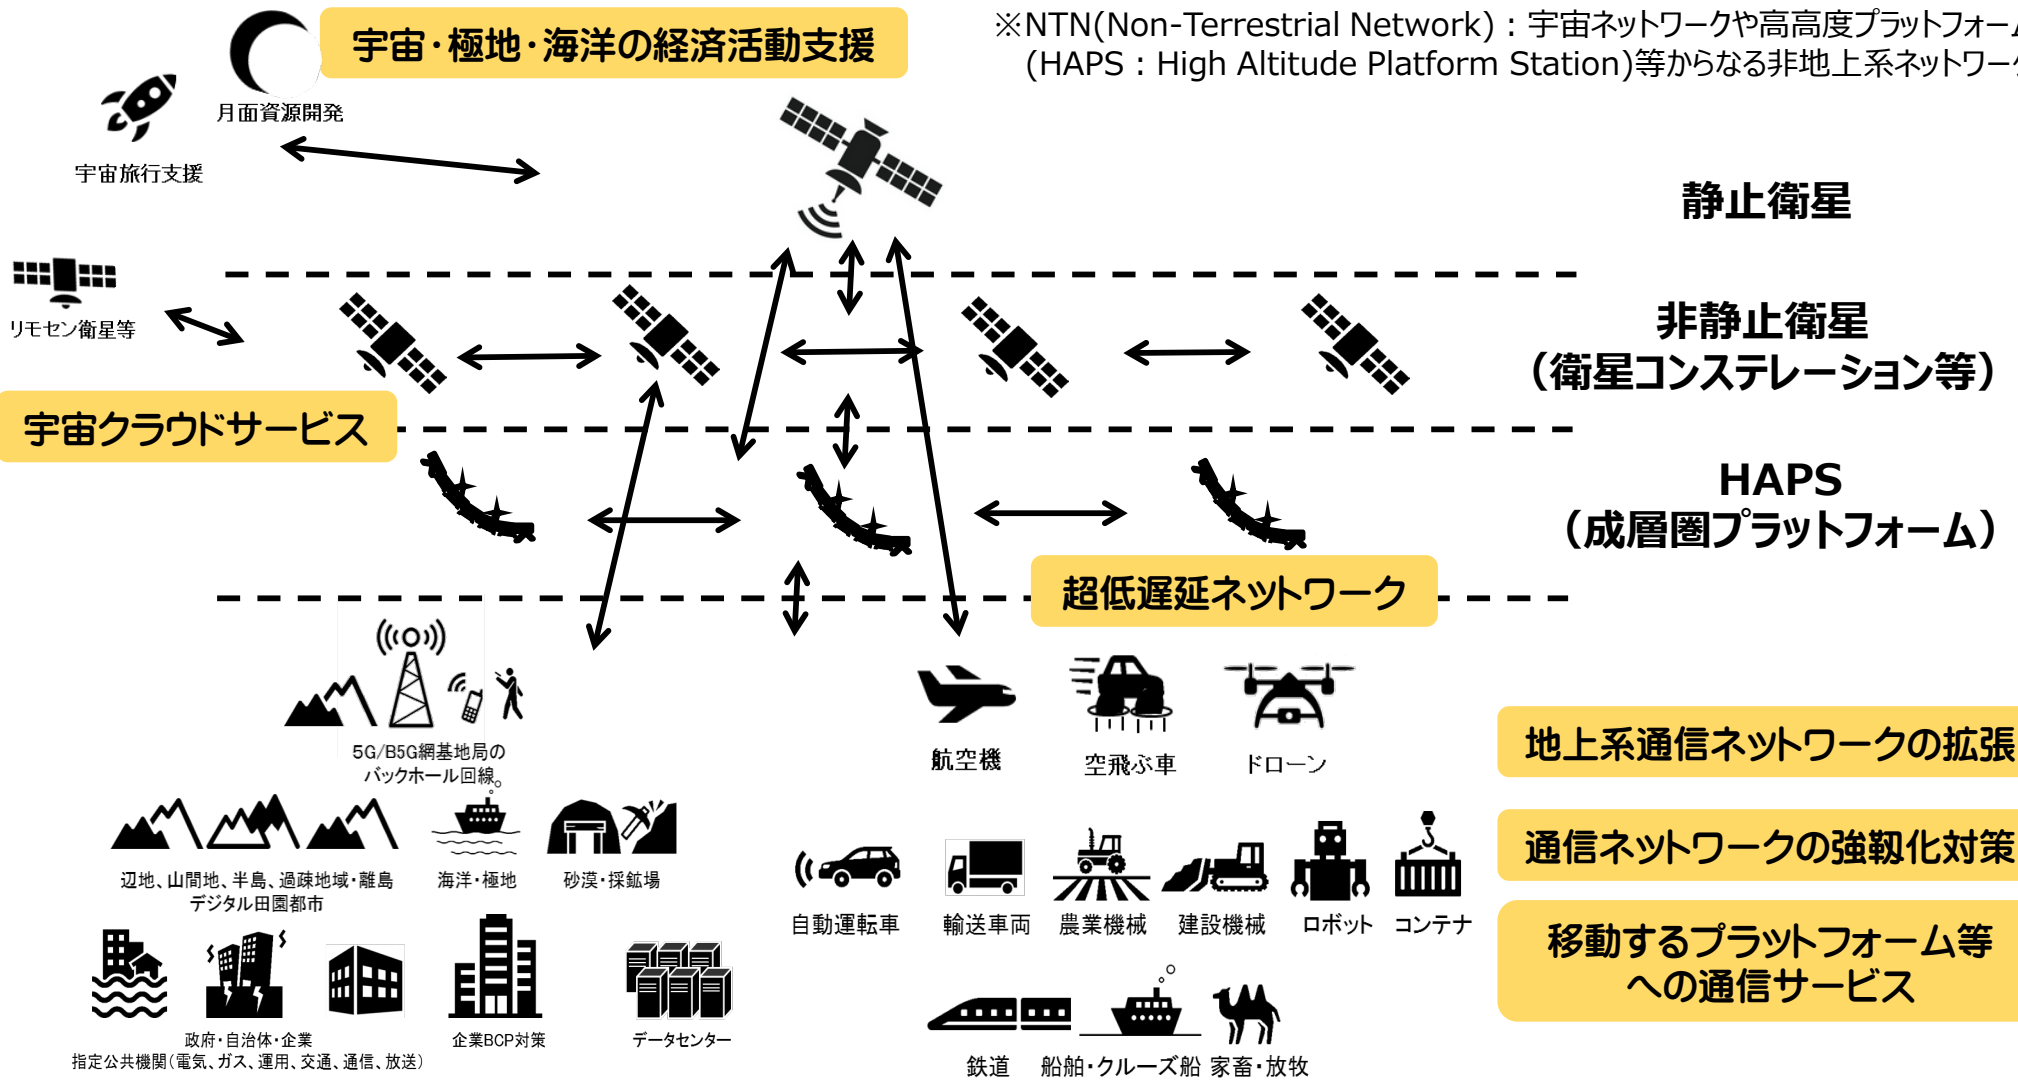 宇宙・極地・海洋の経済活動支援
※NTN(Non-Terrestrial Network)：宇宙ネットワークや高高度プラットフォーム
(HAPS：High Altitude Platform Station)等からなる非地上系ネットワーク
月面資源開発
宇宙旅行支援
静止衛星
リモセン衛星等
非静止衛星
（衛星コンステレーション等）
宇宙クラウドサービス
HAPS
（成層圏プラットフォーム）
超低遅延ネットワーク
5G/B5G網基地局の
バックホール回線。
航空機
空飛ぶ車
ドローン
地上系通信ネットワークの拡張
辺地、山間地、半島、過疎地域・離島
デジタル田園都市
海洋・極地
砂漠・採鉱場
通信ネットワークの強靱化対策
自動運転車
輸送車両
農業機械
建設機械
ロボット
コンテナ
移動するプラットフォーム等
への通信サービス
政府・自治体・企業
指定公共機関（電気、ガス、運用、交通、通信、放送）
企業BCP対策
データセンター
鉄道
船舶・クルーズ船
家畜・放牧